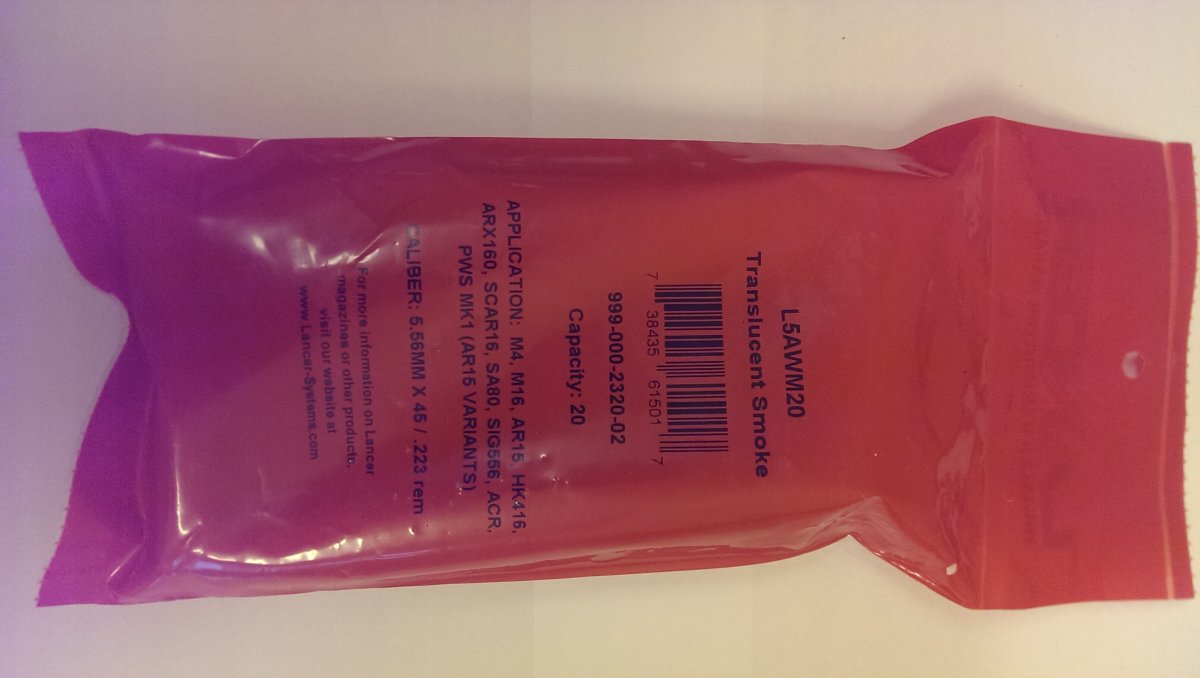 L5AWM20
Translucent Smoke
7 38435 61501 7
999-000-2320-02
Capacity: 20
APPLICATION: M4, M16, AR15, HK416,
ARX160, SCAR16, SA80, SIG556, ACR,
PWS MK1 (AR15 VARIANTS)
CALIBER: 5.56MM X 45 / .223 rem
For more information on Lancer
magazines or other products,
visit our website at
www.Lancer-Systems.com